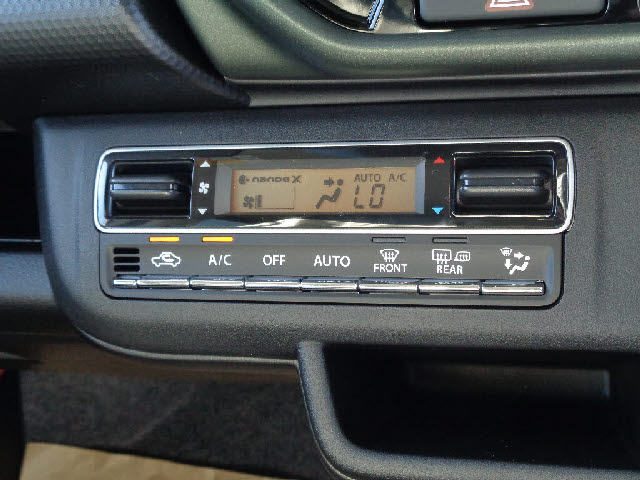 nanoe X AUTO A/C
LO
A/C OFF AUTO FRONT REAR